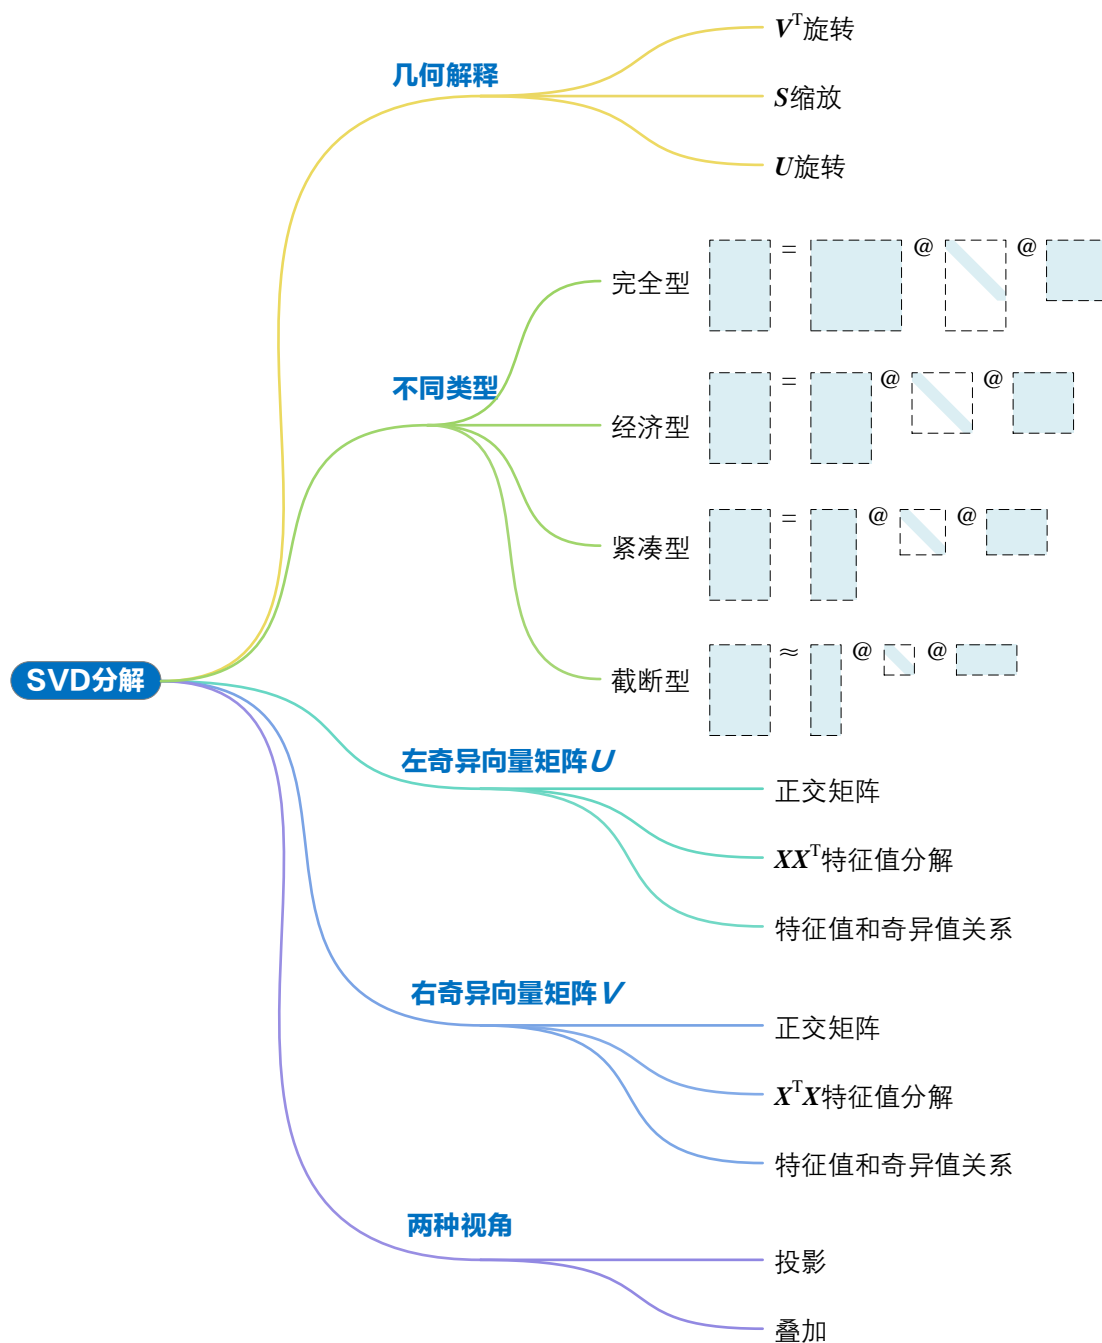 SVD分解
几何解释
V^T旋转
S缩放
U旋转
不同类型
完全型
= @ @
经济型
= @ @
紧凑型
= @ @
截断型
≈ @ @
左奇异向量矩阵U
正交矩阵
XX^T特征值分解
特征值和奇异值关系
右奇异向量矩阵V
正交矩阵
X^TX特征值分解
特征值和奇异值关系
两种视角
投影
叠加